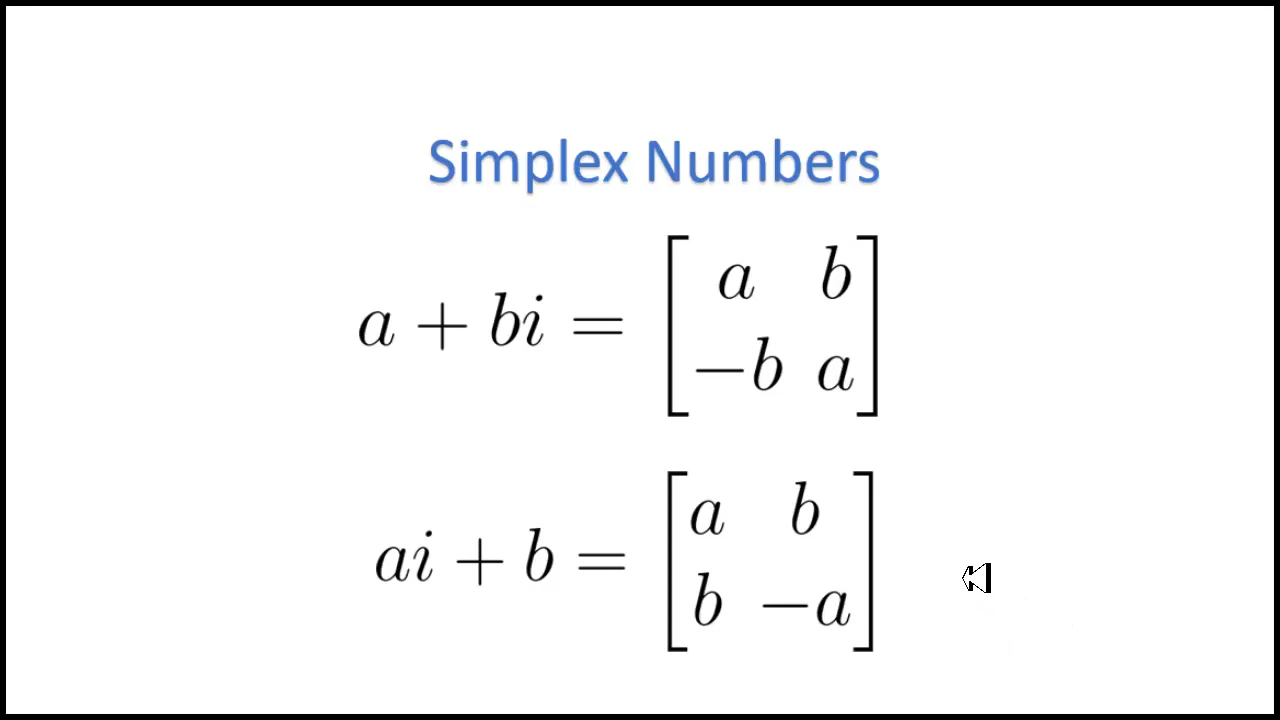 Simplex Numbers
a + bi = [a b
-b a]
ai + b = [a b
b -a]